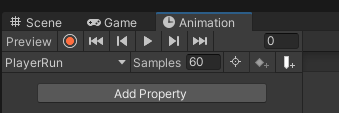 Scene Game Animation
Preview 0
PlayerRun Samples 60
Add Property